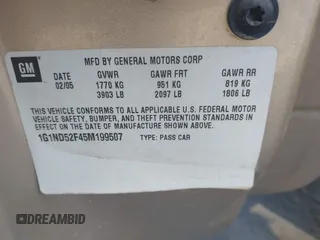 GM
MFD BY GENERAL MOTORS CORP
DATE GVWR GAWR FRT GAWR RR
02/05 1770 KG 951 KG 819 KG
3903 LB 2097 LB 1806 LB
THIS VEHICLE CONFORMS TO ALL APPLICABLE U.S. FEDERAL MOTOR
VEHICLE SAFETY, BUMPER, AND THEFT PREVENTION STANDARDS IN
EFFECT ON THE DATE OF MANUFACTURE SHOWN ABOVE.
1G1ND52F45M199507 TYPE: PASS CAR
AUTOBIDMASTER